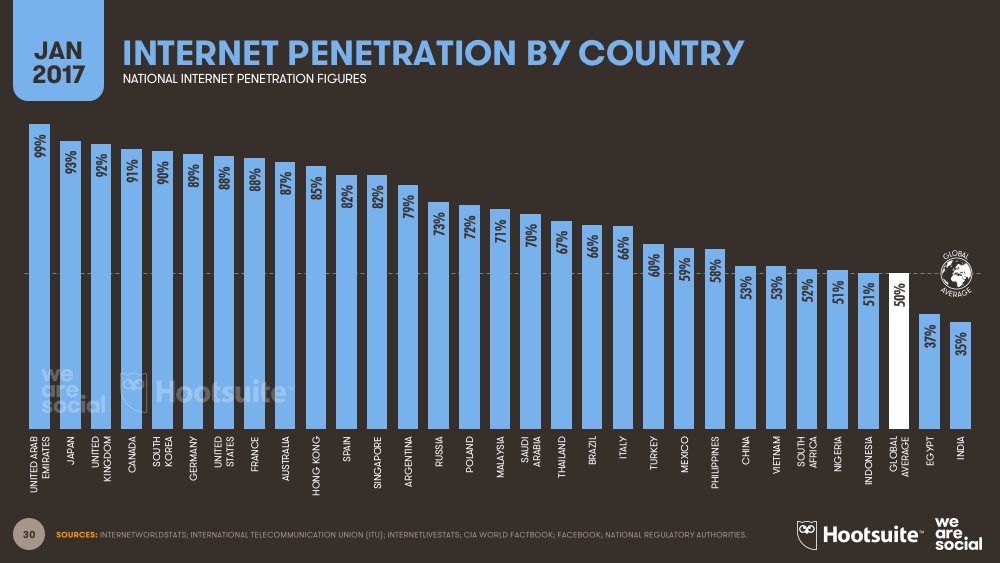 JAN
2017
INTERNET PENETRATION BY COUNTRY
NATIONAL INTERNET PENETRATION FIGURES
99%
93%
92%
91%
90%
89%
88%
88%
87%
85%
82%
82%
79%
73%
72%
71%
70%
67%
66%
66%
60%
59%
58%
53%
53%
52%
51%
51%
50%
37%
35%
GLOBAL
AVERAGE
we
are
social
Hootsuite™
UNITED ARAB
EMIRATES
JAPAN
UNITED
KINGDOM
CANADA
SOUTH
KOREA
GERMANY
UNITED
STATES
FRANCE
AUSTRALIA
HONG KONG
SPAIN
SINGAPORE
ARGENTINA
RUSSIA
POLAND
MALAYSIA
SAUDI
ARABIA
THAILAND
BRAZIL
ITALY
TURKEY
MEXICO
PHILIPPINES
CHINA
VIETNAM
SOUTH
AFRICA
NIGERIA
INDONESIA
GLOBAL
AVERAGE
EGYPT
INDIA
30
SOURCES: INTERNETWORLDSTATS; INTERNATIONAL TELECOMMUNICATION UNION (ITU); INTERNETLIVESTATS; CIA WORLD FACTBOOK; FACEBOOK; NATIONAL REGULATORY AUTHORITIES.
Hootsuite™
we
are
social